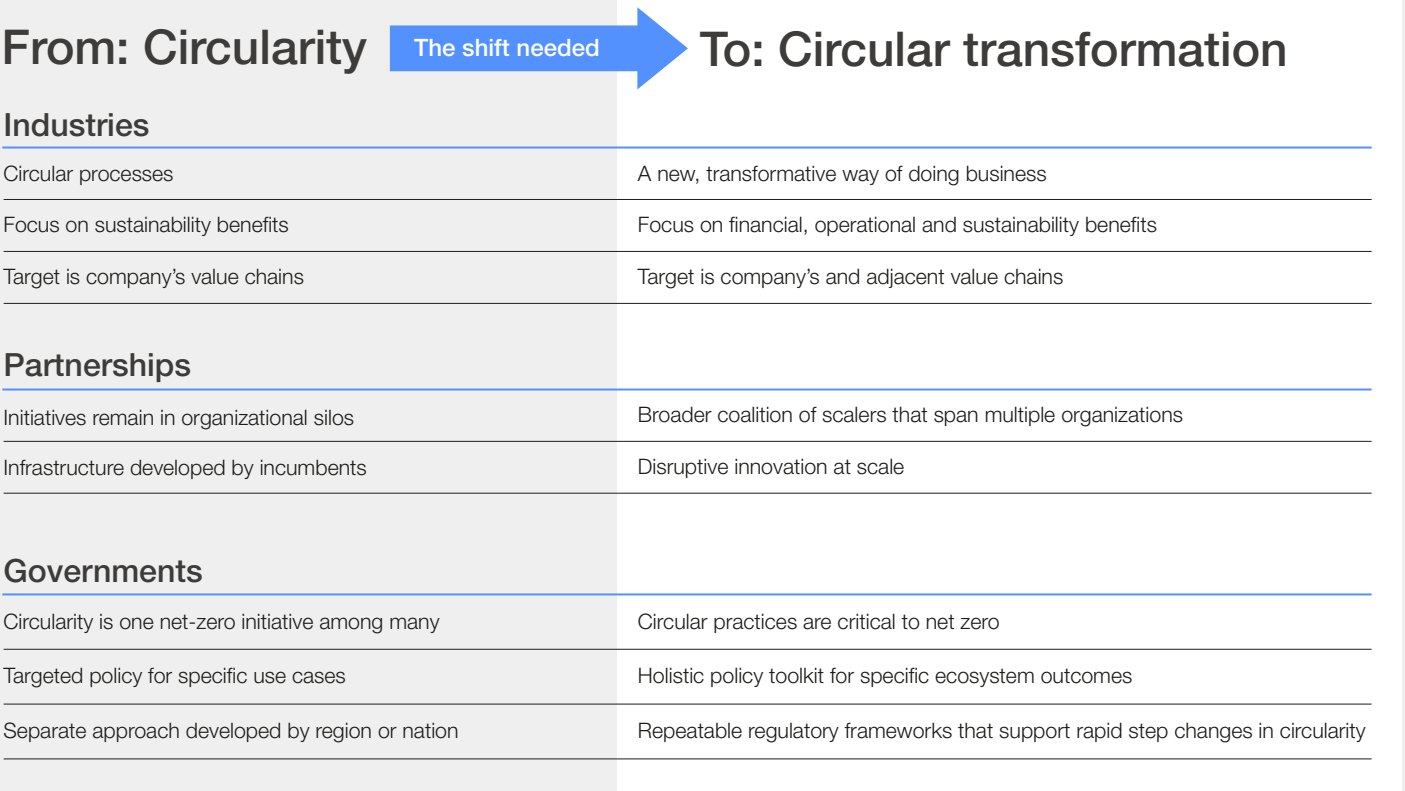 From: Circularity
The shift needed
To: Circular transformation
Industries
Circular processes
A new, transformative way of doing business
Focus on sustainability benefits
Focus on financial, operational and sustainability benefits
Target is company’s value chains
Target is company’s and adjacent value chains
Partnerships
Initiatives remain in organizational silos
Broader coalition of scalers that span multiple organizations
Infrastructure developed by incumbents
Disruptive innovation at scale
Governments
Circularity is one net-zero initiative among many
Circular practices are critical to net zero
Targeted policy for specific use cases
Holistic policy toolkit for specific ecosystem outcomes
Separate approach developed by region or nation
Repeatable regulatory frameworks that support rapid step changes in circularity